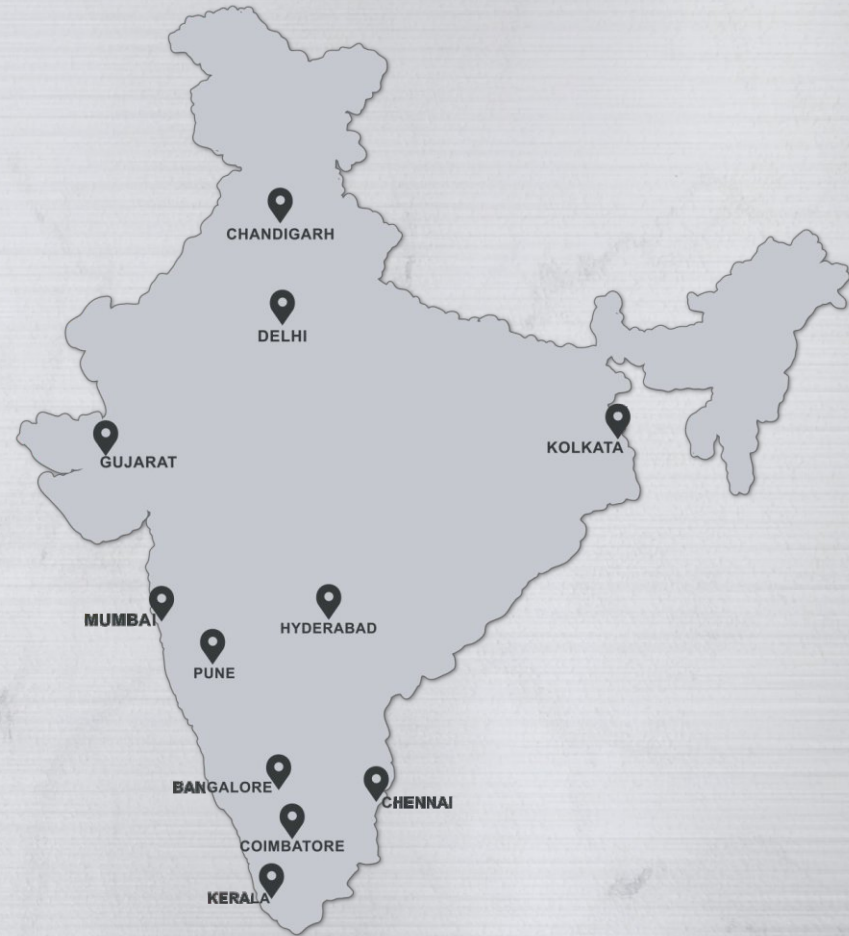 CHANDIGARH
DELHI
KOLKATA
GUJARAT
MUMBAI
HYDERABAD
PUNE
BANGALORE
CHENNAI
COIMBATORE
KERALA